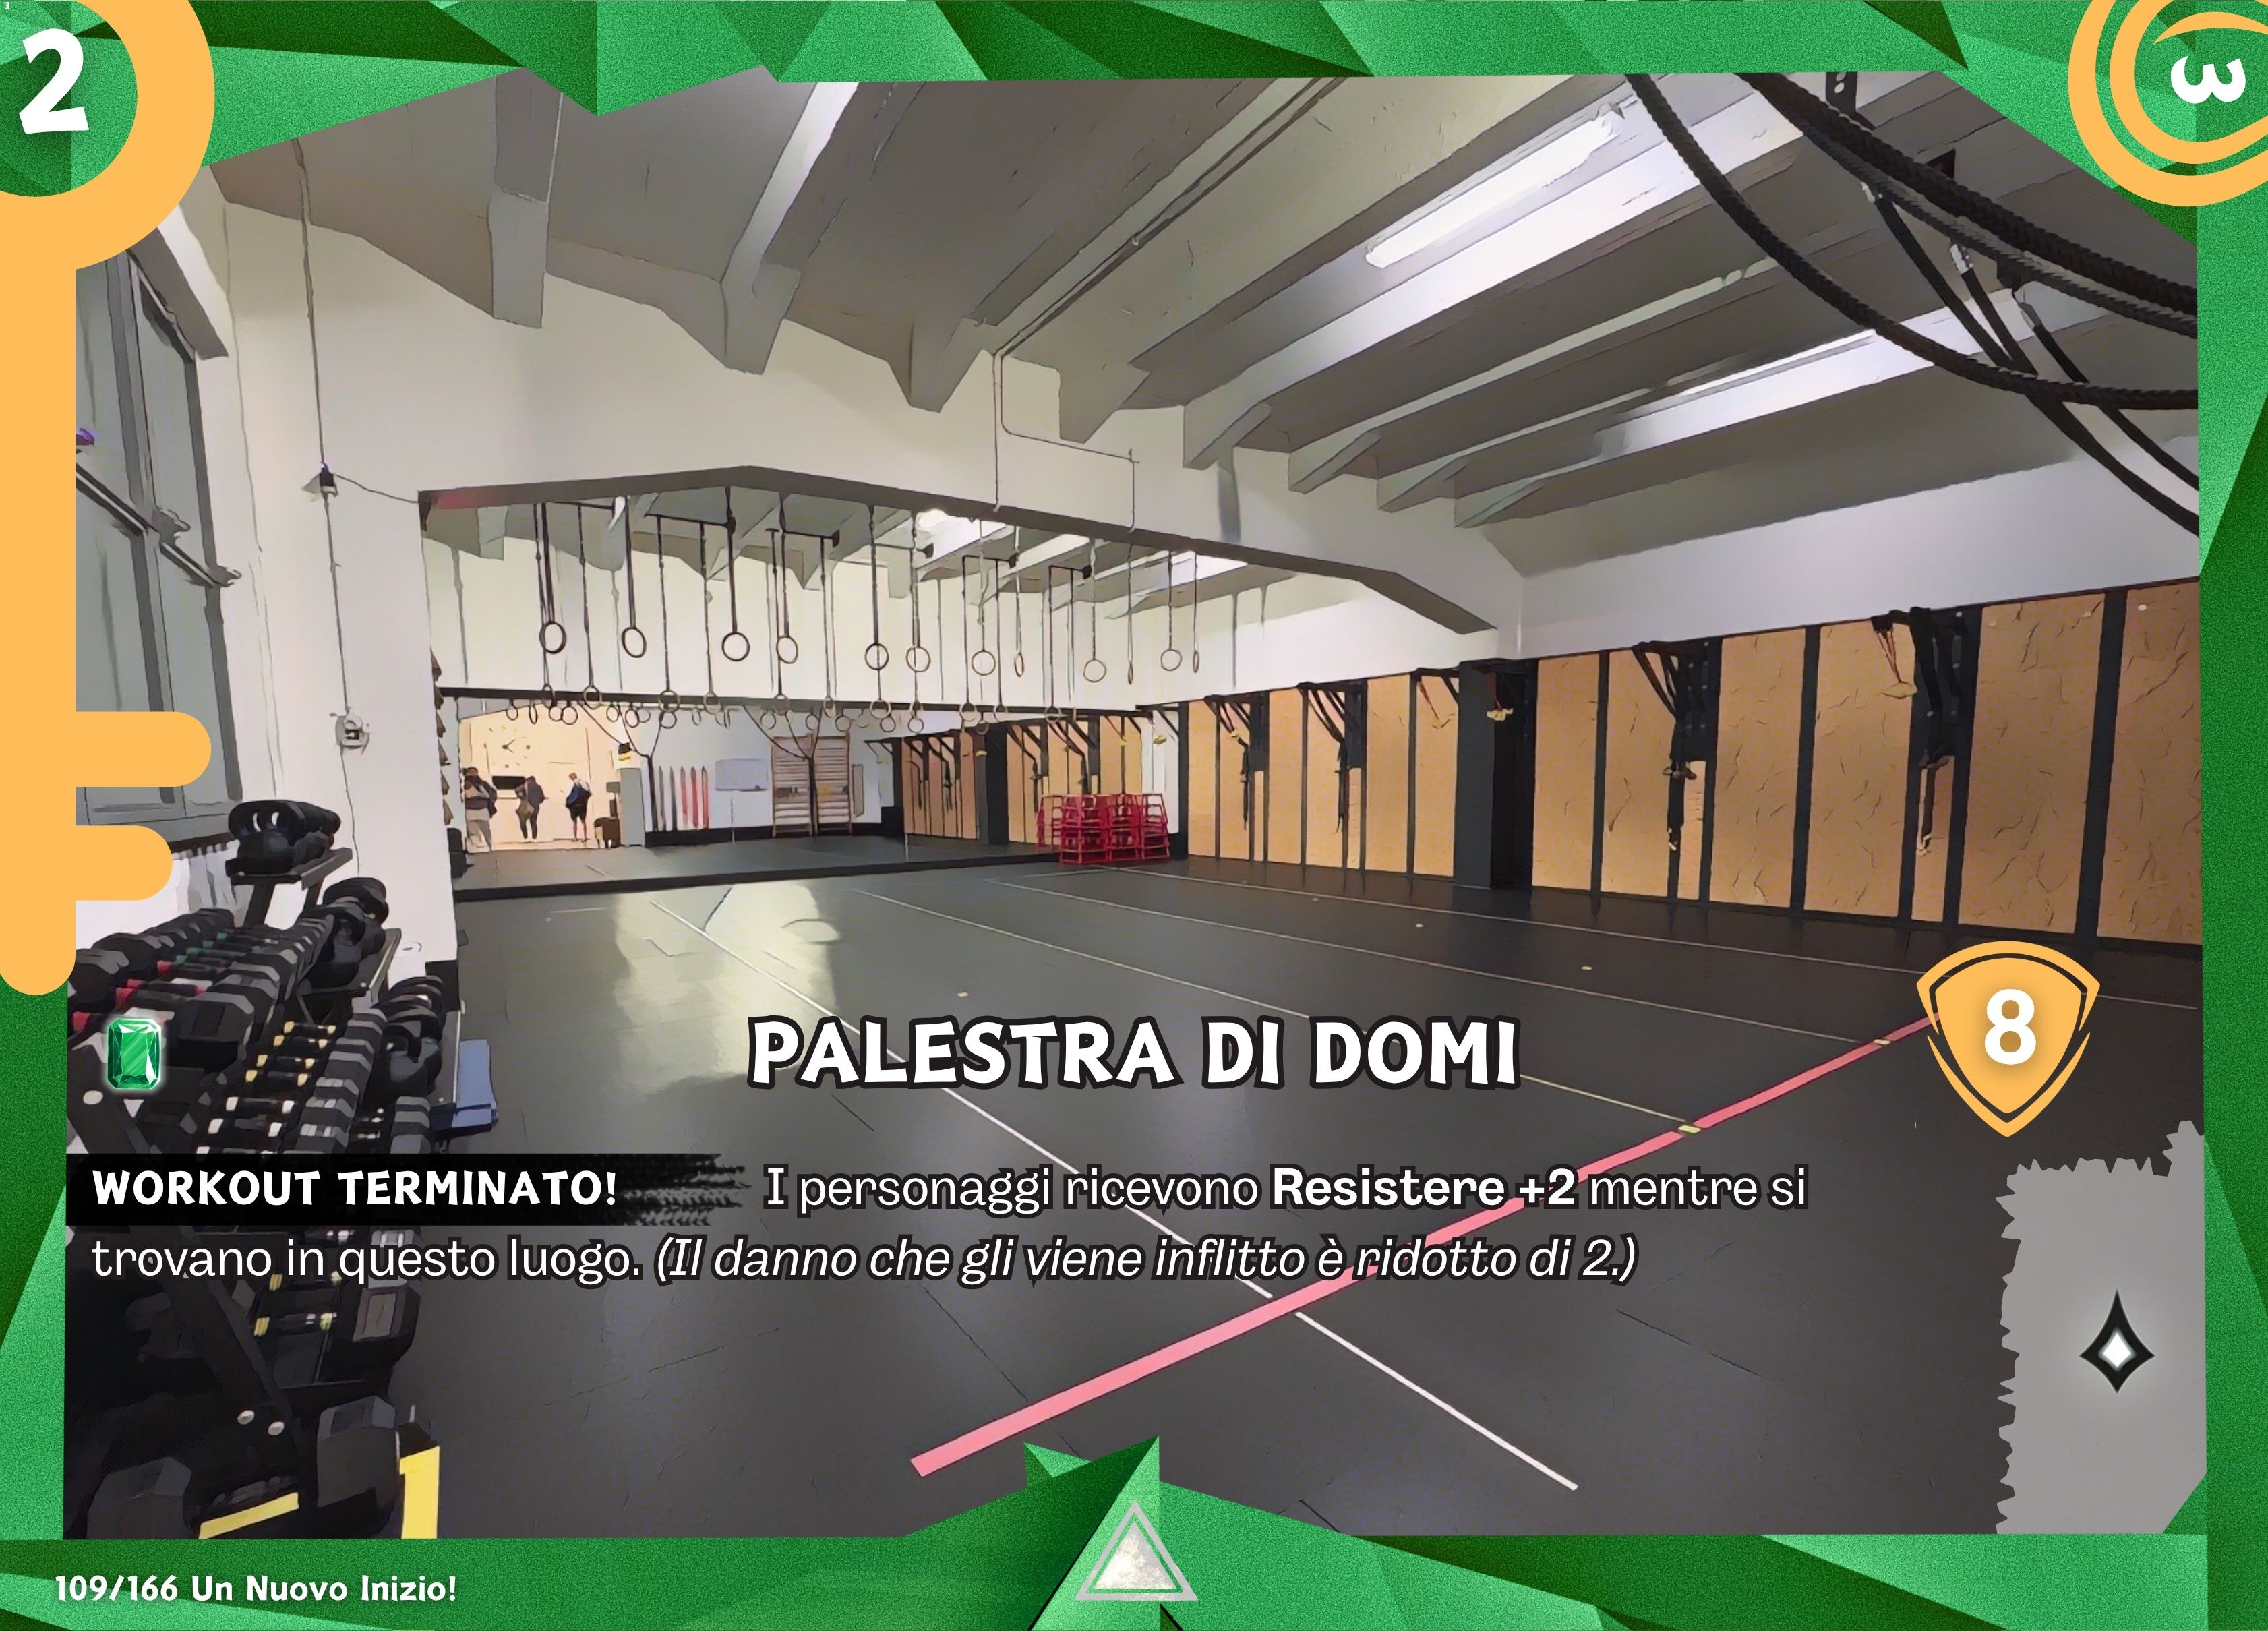 2
3
PALESTRA DI DOMI
8
WORKOUT TERMINATO! I personaggi ricevono Resistere +2 mentre si
trovano in questo luogo. (Il danno che gli viene inflitto è ridotto di 2.)
109/166 Un Nuovo Inizio!